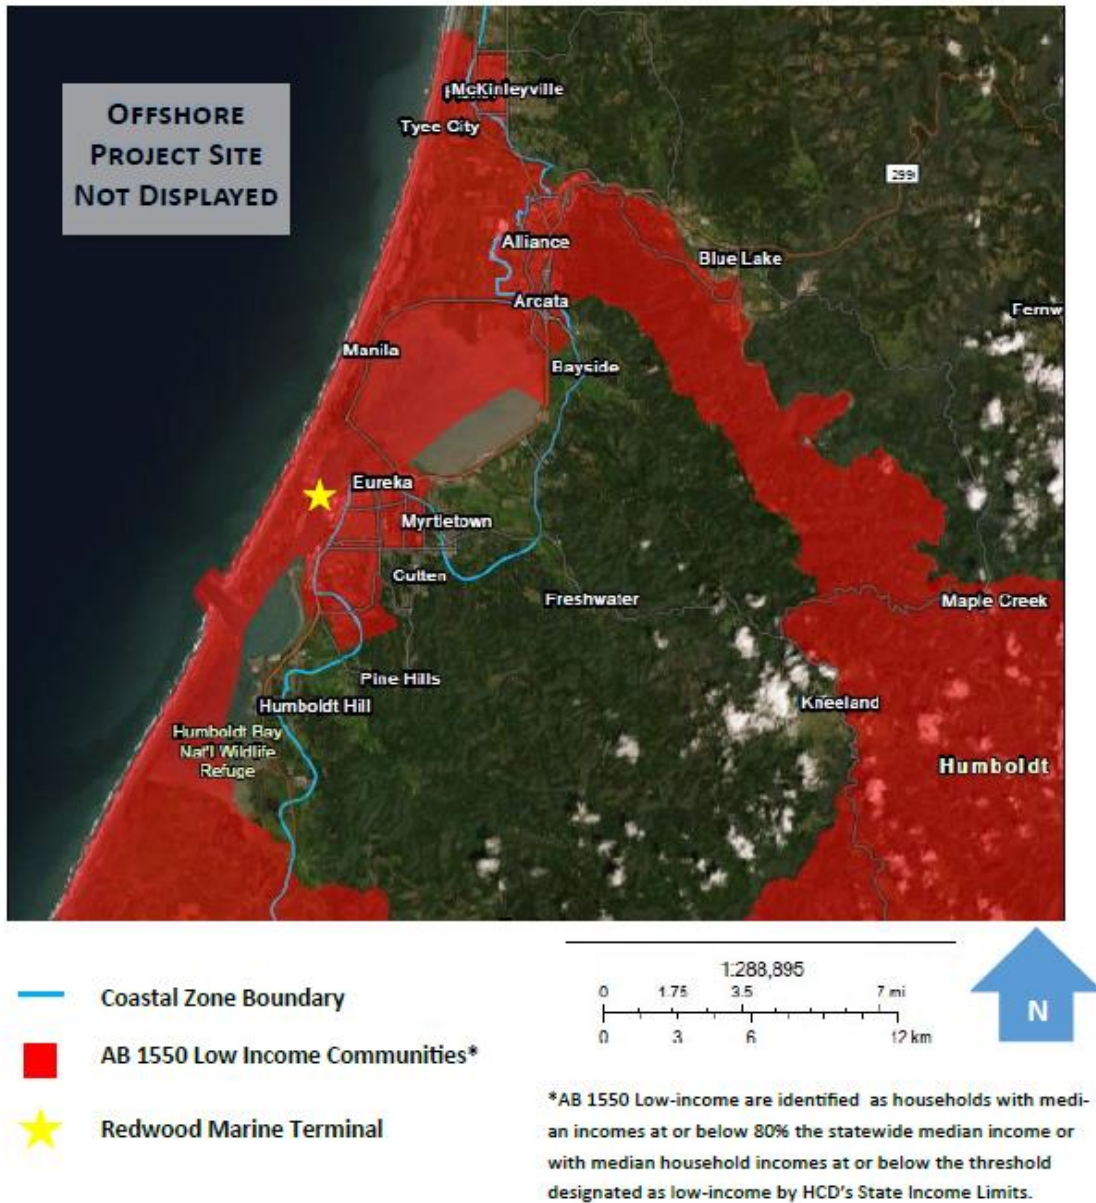 OFFSHORE
PROJECT SITE
NOT DISPLAYED
McKinleyville
Tyee City
299
Alliance
Blue Lake
Arcata
Fernw
Manila
Bayside
Eureka
Myrtletown
Cutten
Freshwater
Maple Creek
Pine Hills
Kneeland
Humboldt Hill
Humboldt Bay
Nat'l Wildlife
Refuge
Humboldt
Coastal Zone Boundary
AB 1550 Low Income Communities*
Redwood Marine Terminal
1:288,895
0 1.75 3.5 7 mi
0 3 6 12 km
N
*AB 1550 Low-income are identified as households with medi-
an incomes at or below 80% the statewide median income or
with median household incomes at or below the threshold
designated as low-income by HCD's State Income Limits.